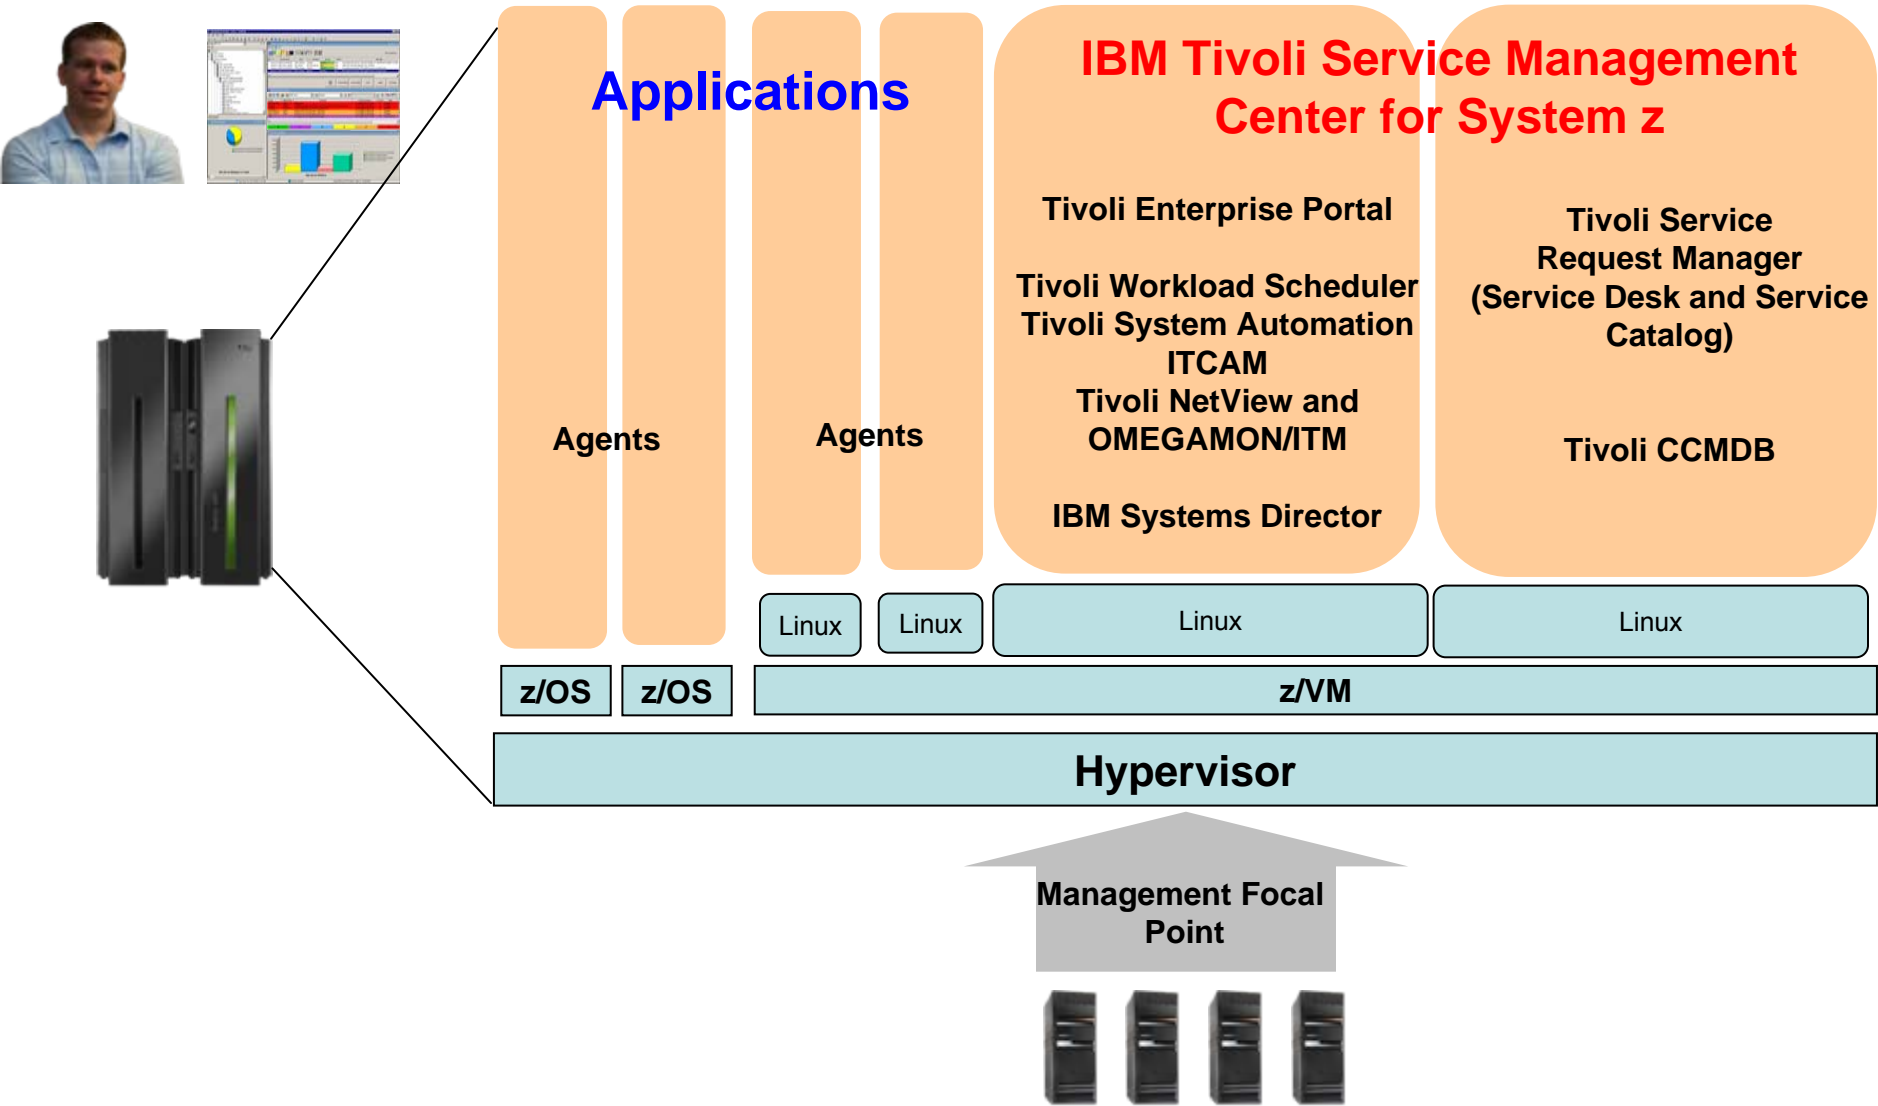 Applications
IBM Tivoli Service Management
Center for System z
Tivoli Enterprise Portal
Tivoli Workload Scheduler
Tivoli System Automation
ITCAM
Tivoli NetView and
OMEGAMON/ITM
IBM Systems Director
Tivoli Service
Request Manager
(Service Desk and Service
Catalog)
Tivoli CCMDB
Agents
Agents
Linux
Linux
Linux
Linux
z/OS
z/OS
z/VM
Hypervisor
Management Focal
Point